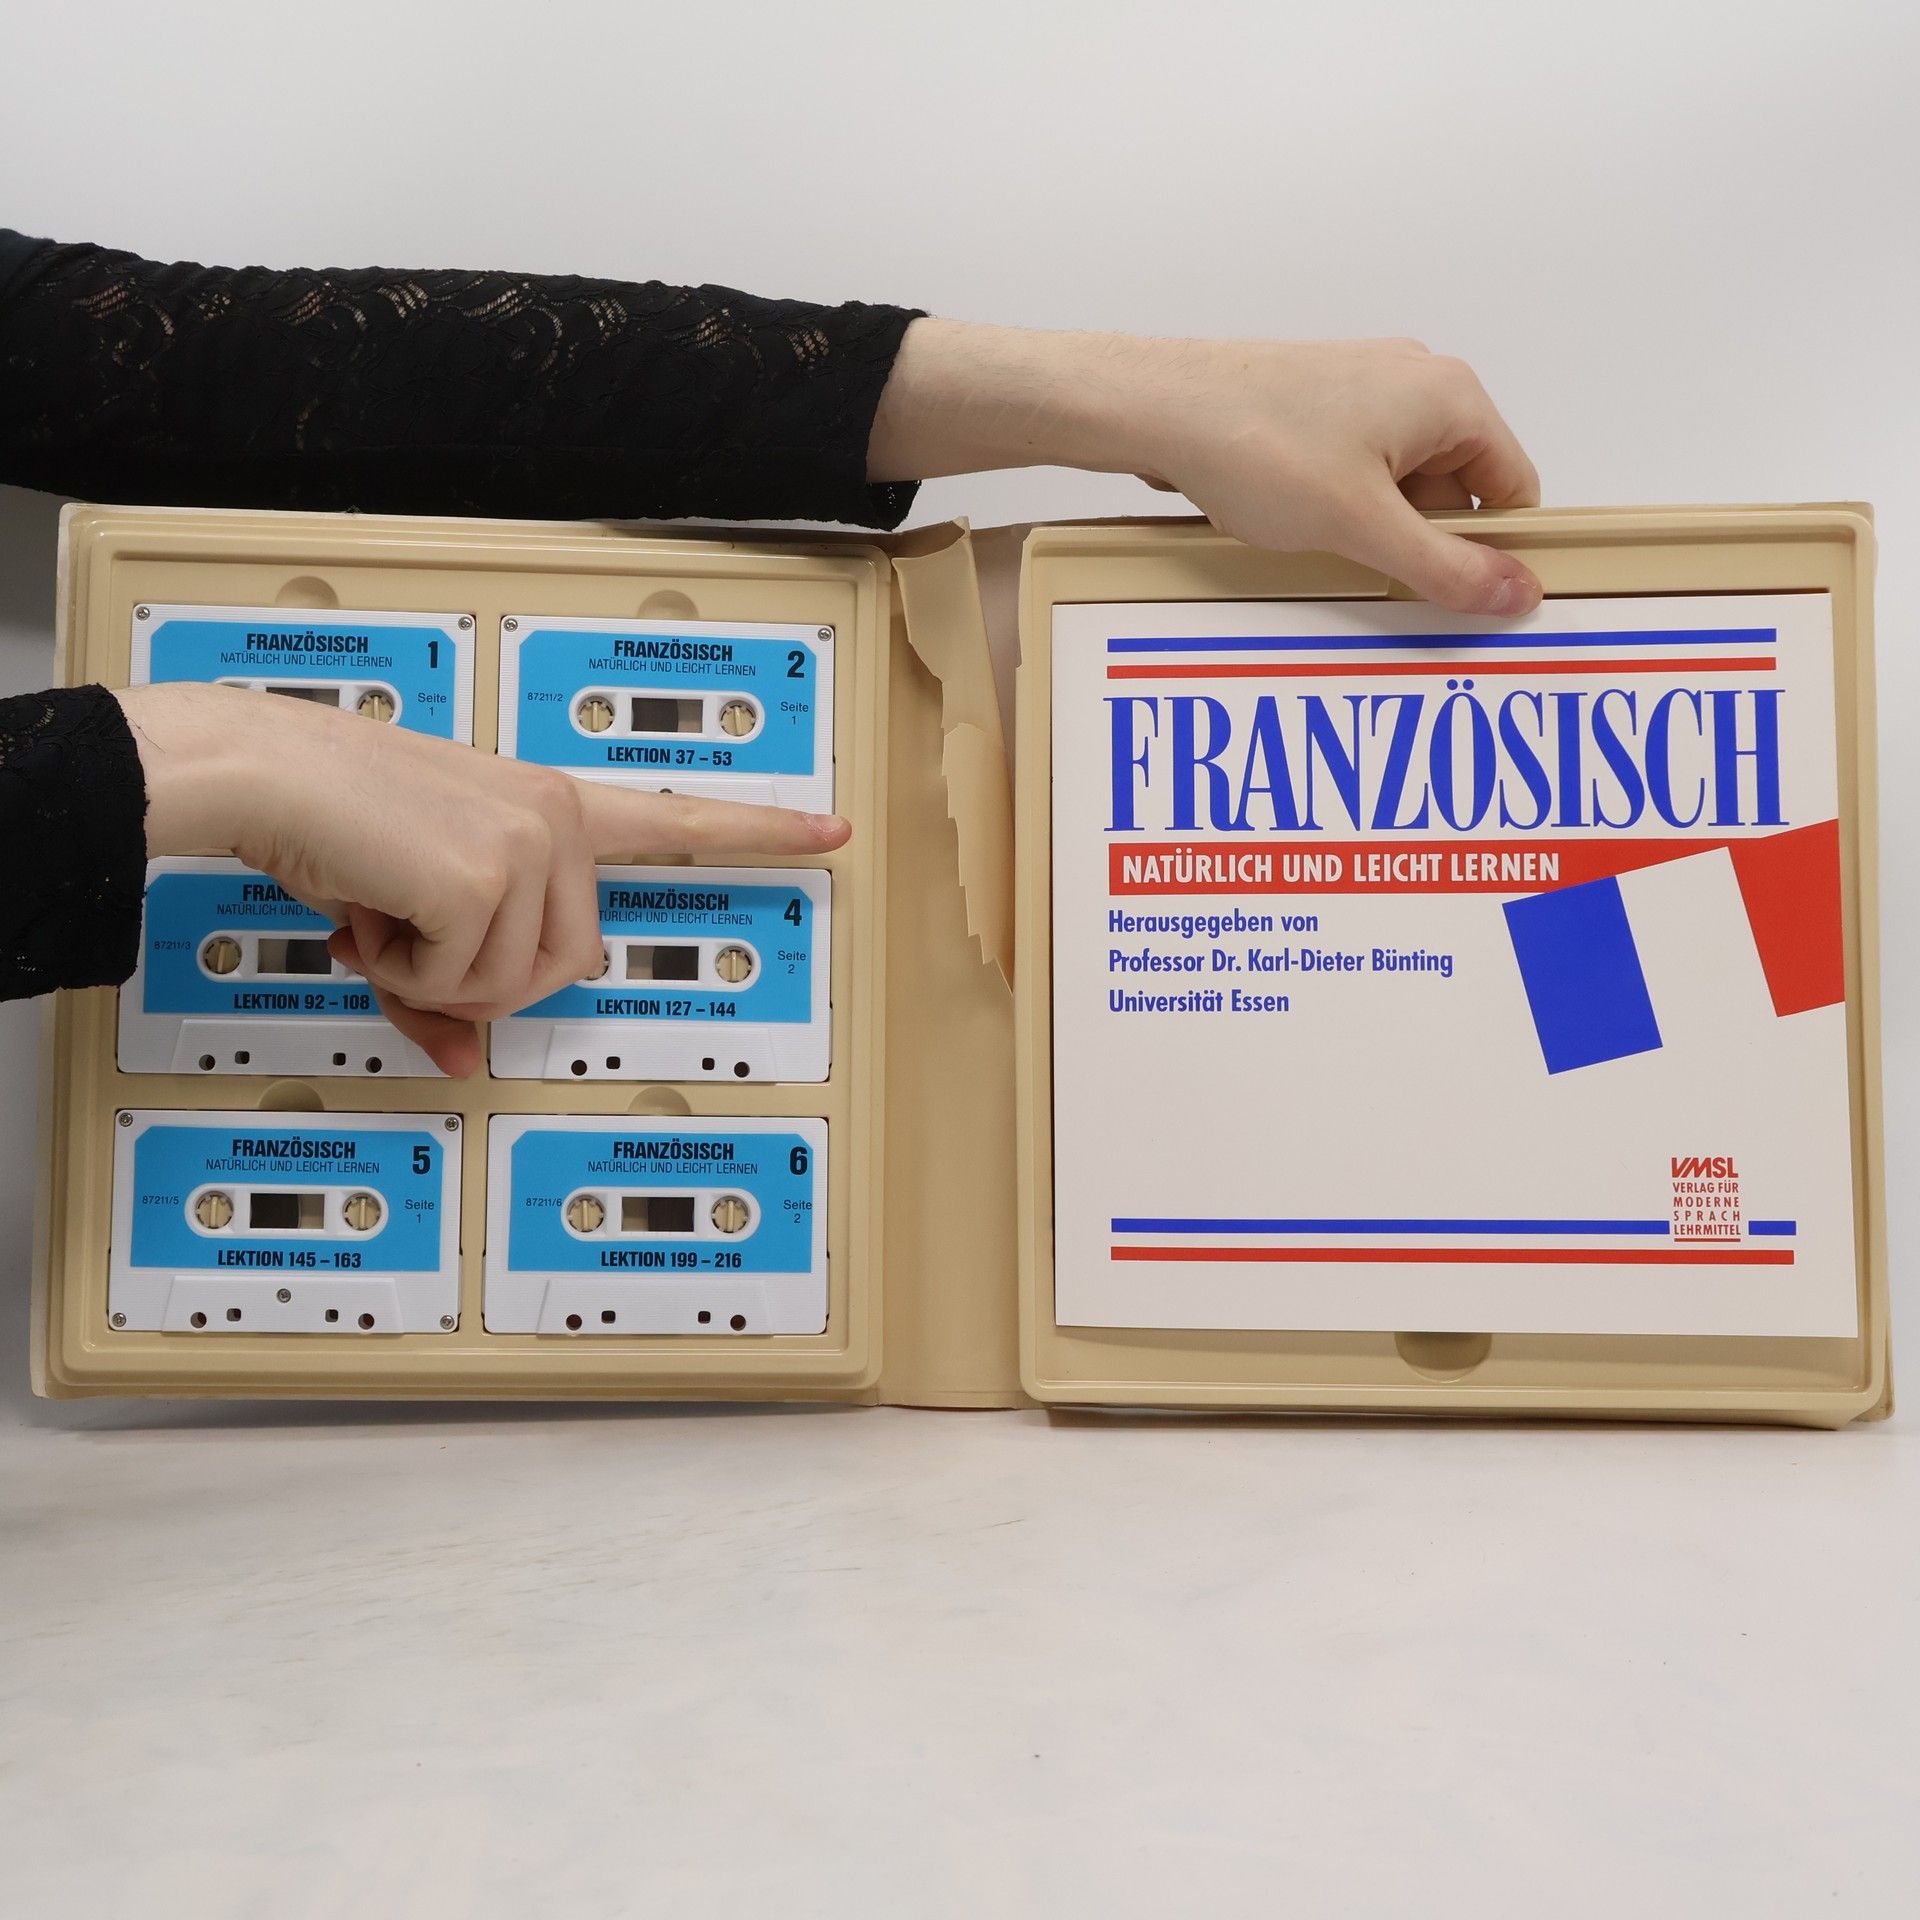 FRANZÖSISCH
NATÜRLICH UND LEICHT LERNEN
1
Seite
1
FRANZÖSISCH
NATÜRLICH UND LEICHT LERNEN
2
87211/2
Seite
1
LEKTION 37 – 53
FRAN
NATÜRLICH UND L
87211/3
LEKTION 92 – 108
FRANZÖSISCH
TÜRLICH UND LEICHT LERNEN
4
Seite
2
LEKTION 127 – 144
FRANZÖSISCH
NATÜRLICH UND LEICHT LERNEN
5
87211/5
Seite
1
LEKTION 145 – 163
FRANZÖSISCH
NATÜRLICH UND LEICHT LERNEN
6
87211/6
Seite
2
LEKTION 199 – 216
FRANZÖSISCH
NATÜRLICH UND LEICHT LERNEN
Herausgegeben von
Professor Dr. Karl-Dieter Bünting
Universität Essen
VMSL
VERLAG FÜR
MODERNE
SPRACH
LEHRMITTEL